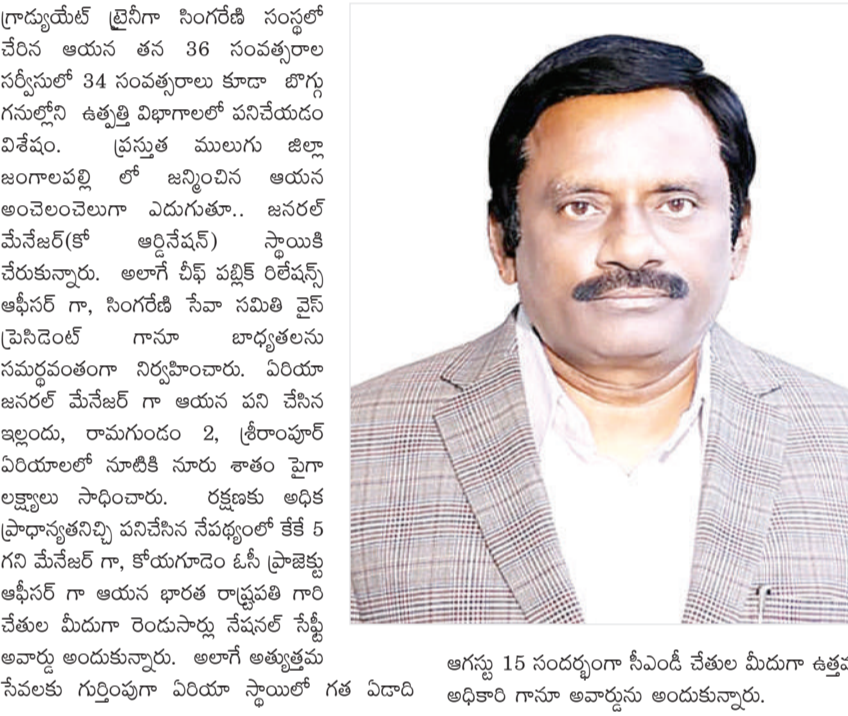 గ్రాడ్యుయేట్ ట్రైనీగా సింగరేణి సంస్థలో
చేరిన ఆయన తన 36 సంవత్సరాల
సర్వీసులో 34 సంవత్సరాలు కూడా బొగ్గు
గనుల్లోని ఉత్పత్తి విభాగాలలో పనిచేయడం
విశేషం. ప్రస్తుత ములుగు జిల్లా
జంగాలపల్లి లో జన్మించిన ఆయన
అంచెలంచెలుగా ఎదుగుతూ.. జనరల్
మేనేజర్(కో ఆర్డినేషన్) స్థాయికి
చేరుకున్నారు. అలాగే చీఫ్ పబ్లిక్ రిలేషన్స్
ఆఫీసర్ గా, సింగరేణి సేవా సమితి వైస్
ప్రెసిడెంట్ గానూ బాధ్యతలను
సమర్థవంతంగా నిర్వహించారు. ఏరియా
జనరల్ మేనేజర్ గా ఆయన పని చేసిన
ఇల్లందు, రామగుండం 2, శ్రీరాంపూర్
ఏరియాలలో నూటికి నూరు శాతం పైగా
లక్ష్యాలు సాధించారు. రక్షణకు అధిక
ప్రాధాన్యతనిచ్చి పనిచేసిన నేపథ్యంలో కేకే 5
గని మేనేజర్ గా, కోయగూడెం ఓసీ ప్రాజెక్టు
ఆఫీసర్ గా ఆయన భారత రాష్ట్రపతి గారి
చేతుల మీదుగా రెండుసార్లు నేషనల్ సేఫ్టీ
అవార్డు అందుకున్నారు. అలాగే అత్యుత్తమ
సేవలకు గుర్తింపుగా ఏరియా స్థాయిలో గత ఏడాది
ఆగస్టు 15 సందర్భంగా సీఎండీ చేతుల మీదుగా
అధికారి గానూ అవార్డును అందుకున్నారు.